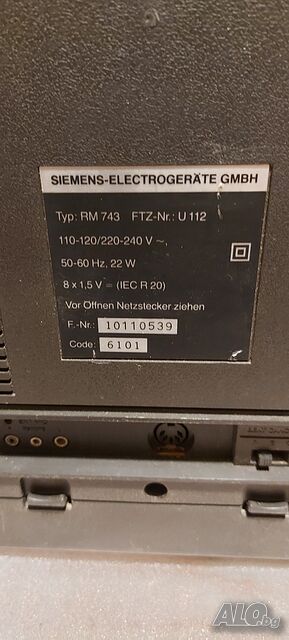 SIEMENS-ELECTROGERÄTE GMBH
Typ: RM 743 FTZ-Nr.: U 112
110-120/220-240 V ~
50-60 Hz, 22 W
8 x 1,5 V = (IEC R 20)
Vor Öffnen Netzstecker ziehen
F.-Nr.: 10110539
Code: 6101
ALO.bg